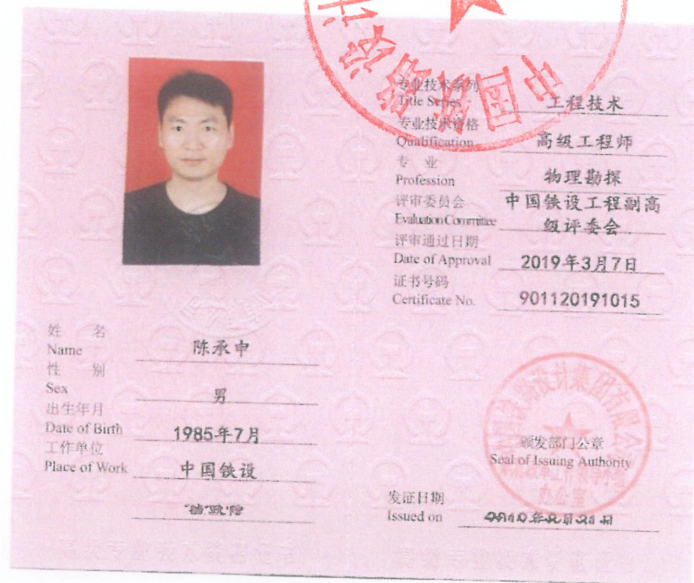 专业技术系列
Title Series 工程技术
专业技术资格
Qualification 高级工程师
专 业
Profession 物理勘探
评审委员会 中国铁设工程副高
Evaluation Committee 级评委会
评审通过日期
Date of Approval 2019年3月7日
证书号码
Certificate No. 901120191015
姓 名
Name 陈承申
性 别
Sex 男
出生年月
Date of Birth 1985年7月
工作单位
Place of Work 中国铁设
颁发部门公章
Seal of Issuing Authority
发证日期
Issued on